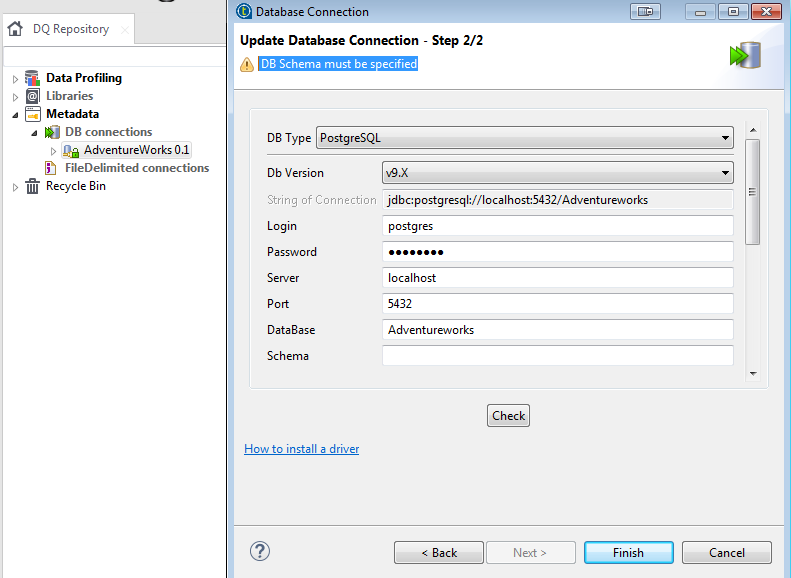 DQ Repository
Data Profiling
Libraries
Metadata
DB connections
AdventureWorks 0.1
FileDelimited connections
Recycle Bin
Database Connection
Update Database Connection - Step 2/2
DB Schema must be specified
DB Type PostgreSQL
Db Version v9.X
String of Connection jdbc:postgresql://localhost:5432/Adventureworks
Login postgres
Password ●●●●●●●●
Server localhost
Port 5432
DataBase Adventureworks
Schema
Check
How to install a driver
? < Back Next > Finish Cancel